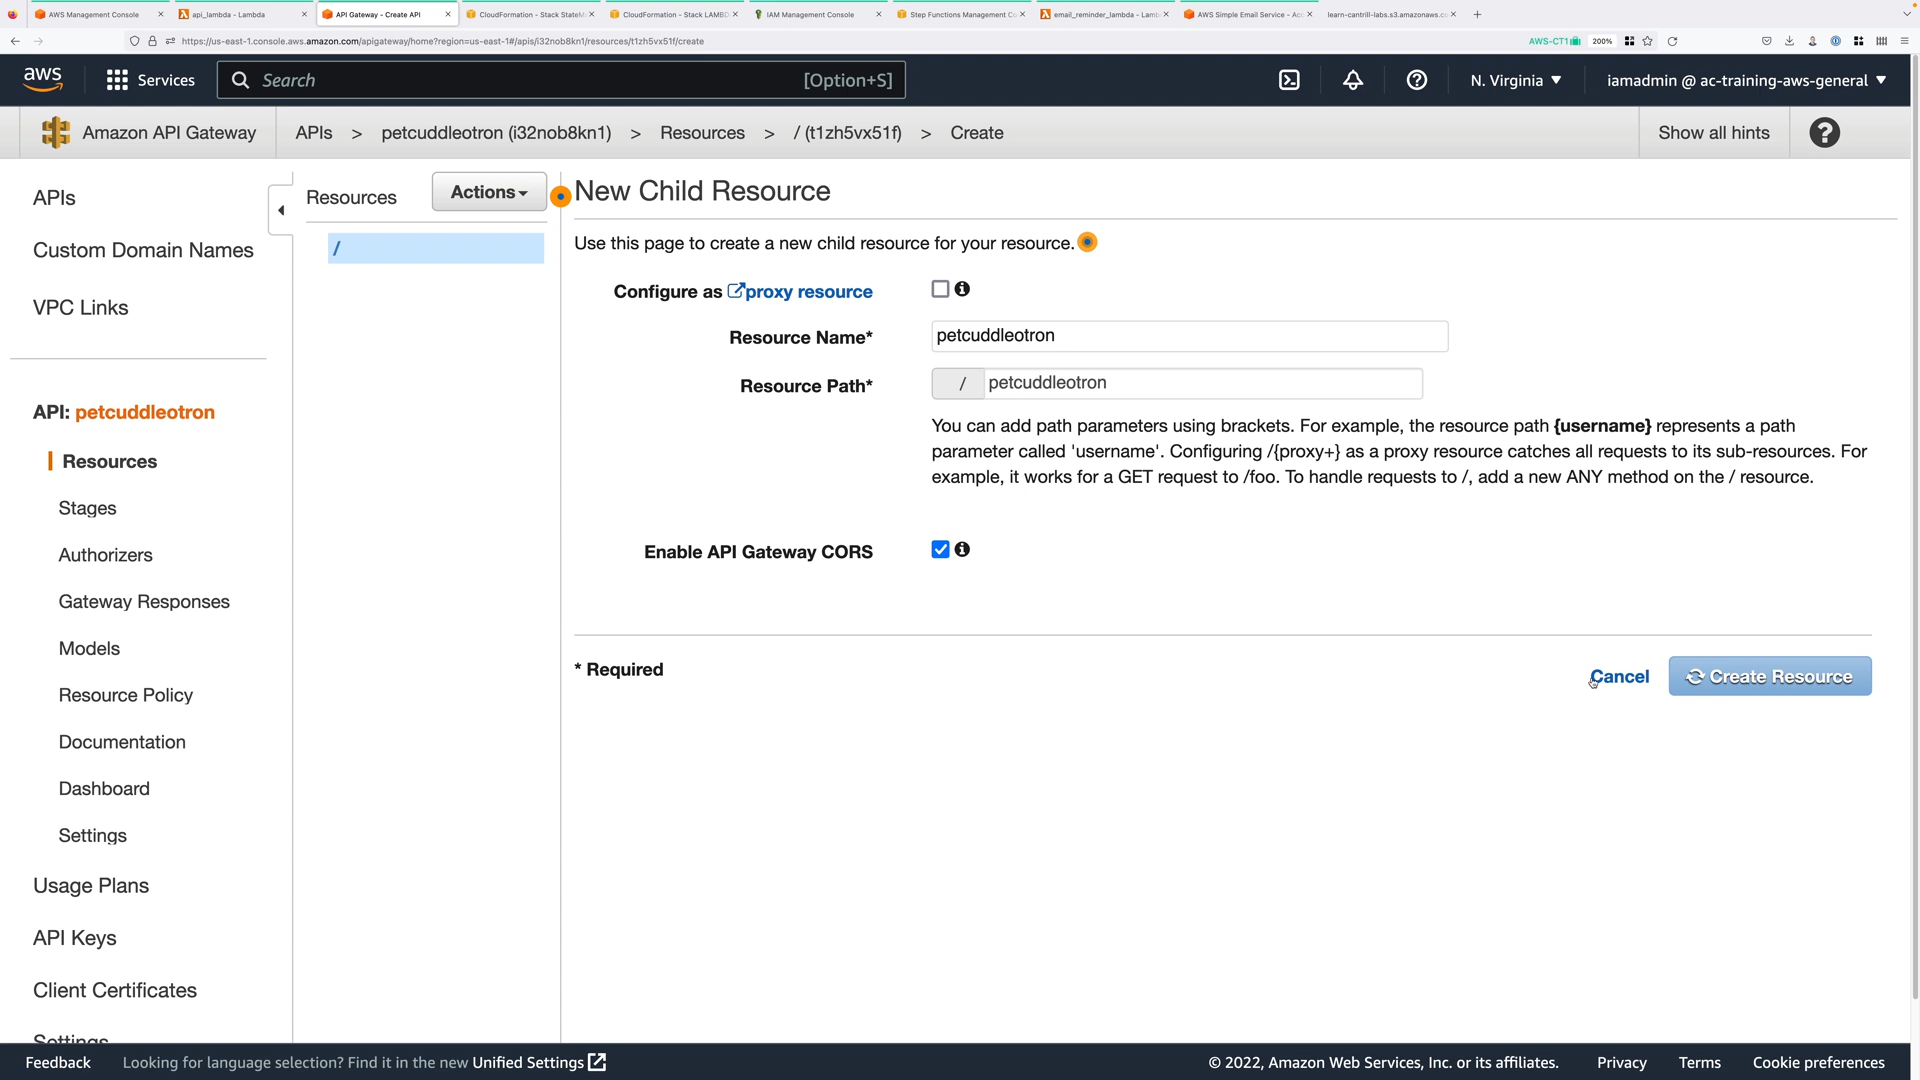 AWS Management Console
api_lambda - Lambda
API Gateway - Create API
CloudFormation - Stack StateM
CloudFormation - Stack LAMBD
IAM Management Console
Step Functions Management Co
email_reminder_lambda - Lamb
AWS Simple Email Service - Acc
learn-cantrill-labs.s3.amazonaws.cc
https://us-east-1.console.aws.amazon.com/apigateway/home?region=us-east-1#/apis/i32nob8kn1/resources/t1zh5vx51f/create
AWS-CT1
200%
aws
Services
Search
[Option+S]
N. Virginia
iamadmin @ ac-training-aws-general
Amazon API Gateway
APIs > petcuddleotron (i32nob8kn1) > Resources > / (t1zh5vx51f) > Create
Show all hints
APIs
Custom Domain Names
VPC Links
API: petcuddleotron
Resources
Stages
Authorizers
Gateway Responses
Models
Resource Policy
Documentation
Dashboard
Settings
Usage Plans
API Keys
Client Certificates
Settings
Resources
Actions
/
New Child Resource
Use this page to create a new child resource for your resource.
Configure as proxy resource
Resource Name*
petcuddleotron
Resource Path*
/ petcuddleotron
You can add path parameters using brackets. For example, the resource path {username} represents a path
parameter called 'username'. Configuring /{proxy+} as a proxy resource catches all requests to its sub-resources. For
example, it works for a GET request to /foo. To handle requests to /, add a new ANY method on the / resource.
Enable API Gateway CORS
* Required
Cancel
Create Resource
Feedback
Looking for language selection? Find it in the new Unified Settings
© 2022, Amazon Web Services, Inc. or its affiliates.
Privacy
Terms
Cookie preferences